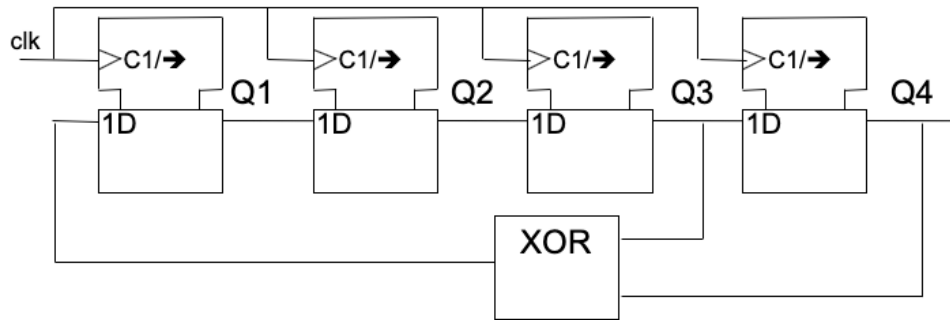 clk
C1/➔ C1/➔ C1/➔ C1/➔
Q1 Q2 Q3 Q4
1D 1D 1D 1D
XOR